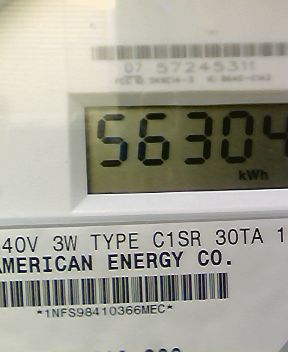 07 57245311
56304
kWh
40V 3W TYPE C1SR 30TA 1
AMERICAN ENERGY CO.
*1NFS98410366MEC*